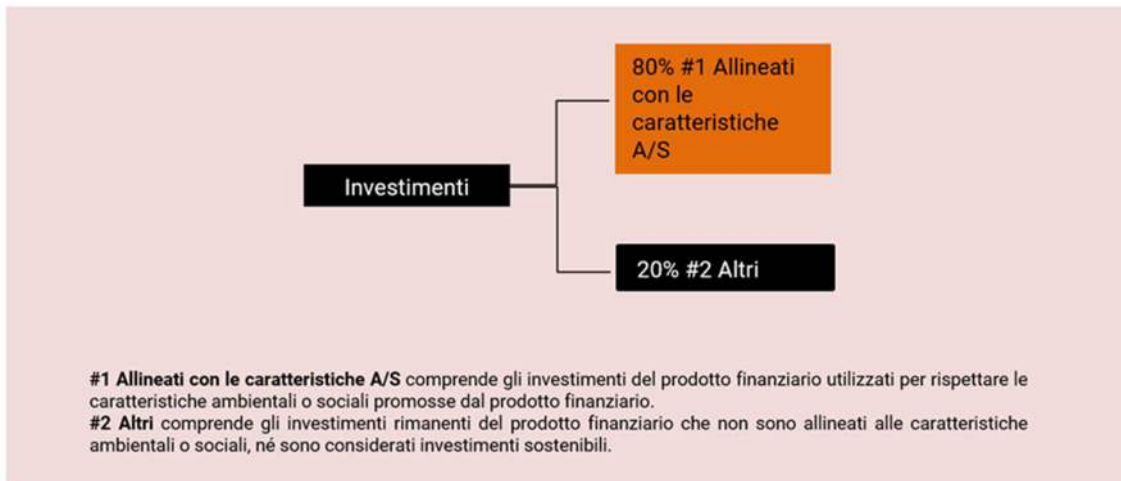 80% #1 Allineati
con le
caratteristiche
A/S
Investimenti
20% #2 Altri
#1 Allineati con le caratteristiche A/S comprende gli investimenti del prodotto finanziario utilizzati per rispettare le
caratteristiche ambientali o sociali promosse dal prodotto finanziario.
#2 Altri comprende gli investimenti rimanenti del prodotto finanziario che non sono allineati alle caratteristiche
ambientali o sociali, né sono considerati investimenti sostenibili.